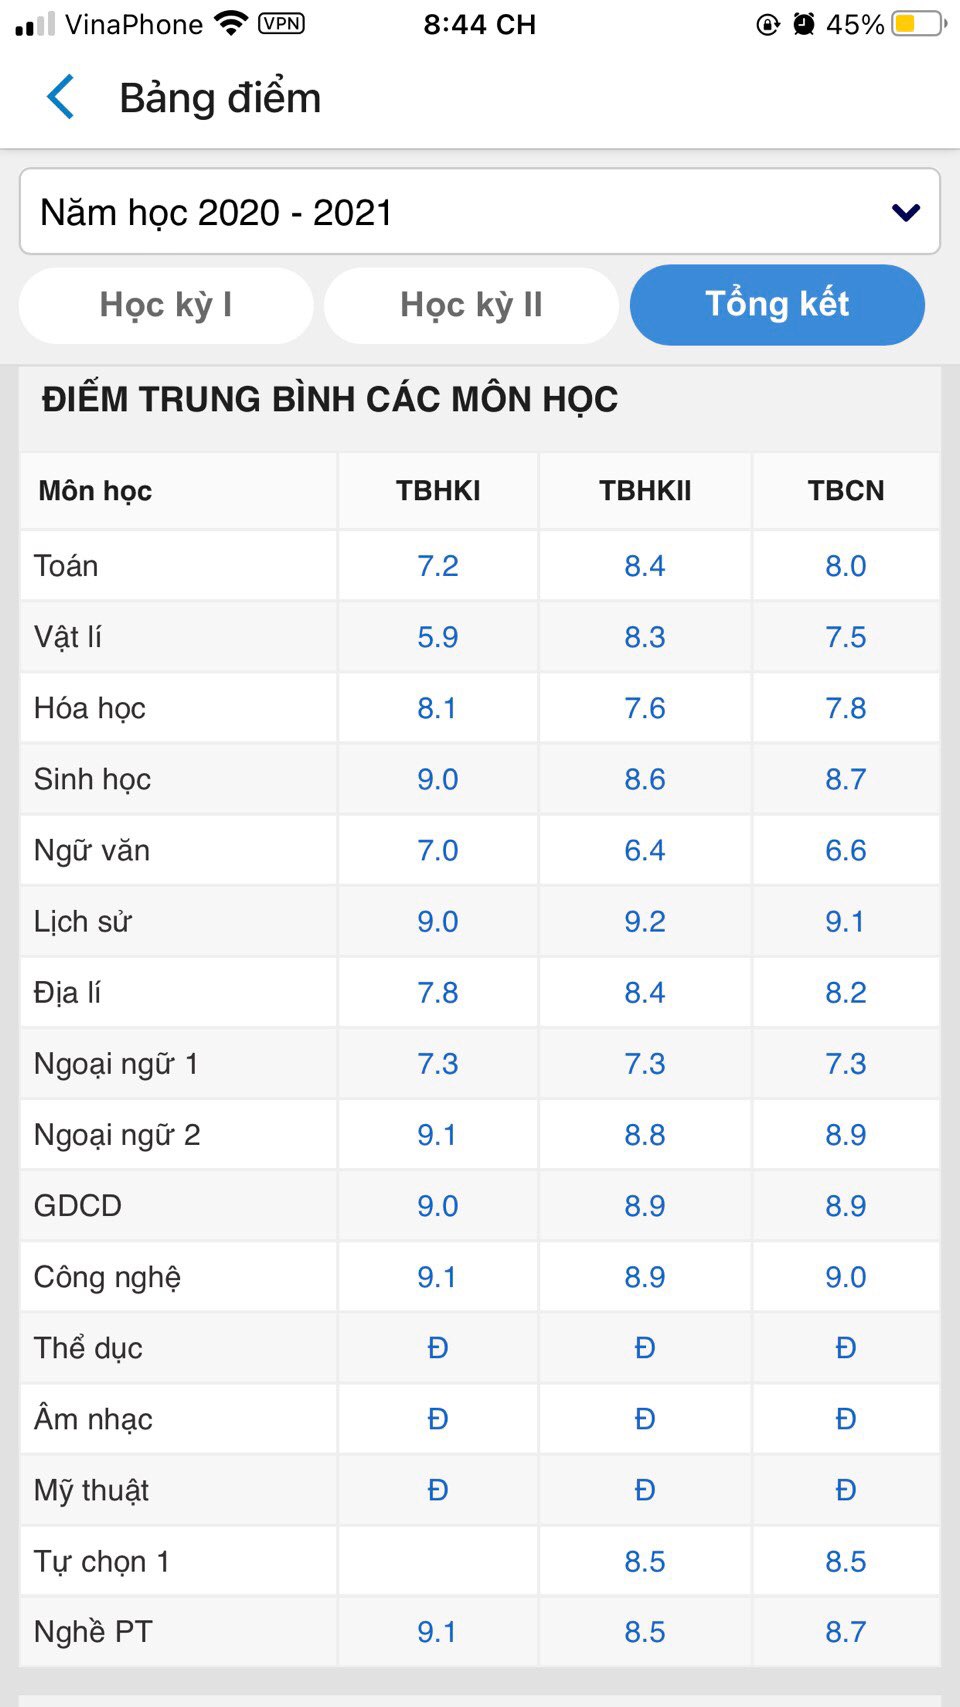 VinaPhone VPN 8:44 CH 45%
Bảng điểm
Năm học 2020 - 2021
Học kỳ I Học kỳ II Tổng kết
ĐIỂM TRUNG BÌNH CÁC MÔN HỌC
Môn học TBHKI TBHKII TBCN
Toán 7.2 8.4 8.0
Vật lí 5.9 8.3 7.5
Hóa học 8.1 7.6 7.8
Sinh học 9.0 8.6 8.7
Ngữ văn 7.0 6.4 6.6
Lịch sử 9.0 9.2 9.1
Địa lí 7.8 8.4 8.2
Ngoại ngữ 1 7.3 7.3 7.3
Ngoại ngữ 2 9.1 8.8 8.9
GDCD 9.0 8.9 8.9
Công nghệ 9.1 8.9 9.0
Thể dục Đ Đ Đ
Âm nhạc Đ Đ Đ
Mỹ thuật Đ Đ Đ
Tự chọn 1 8.5 8.5
Nghề PT 9.1 8.5 8.7